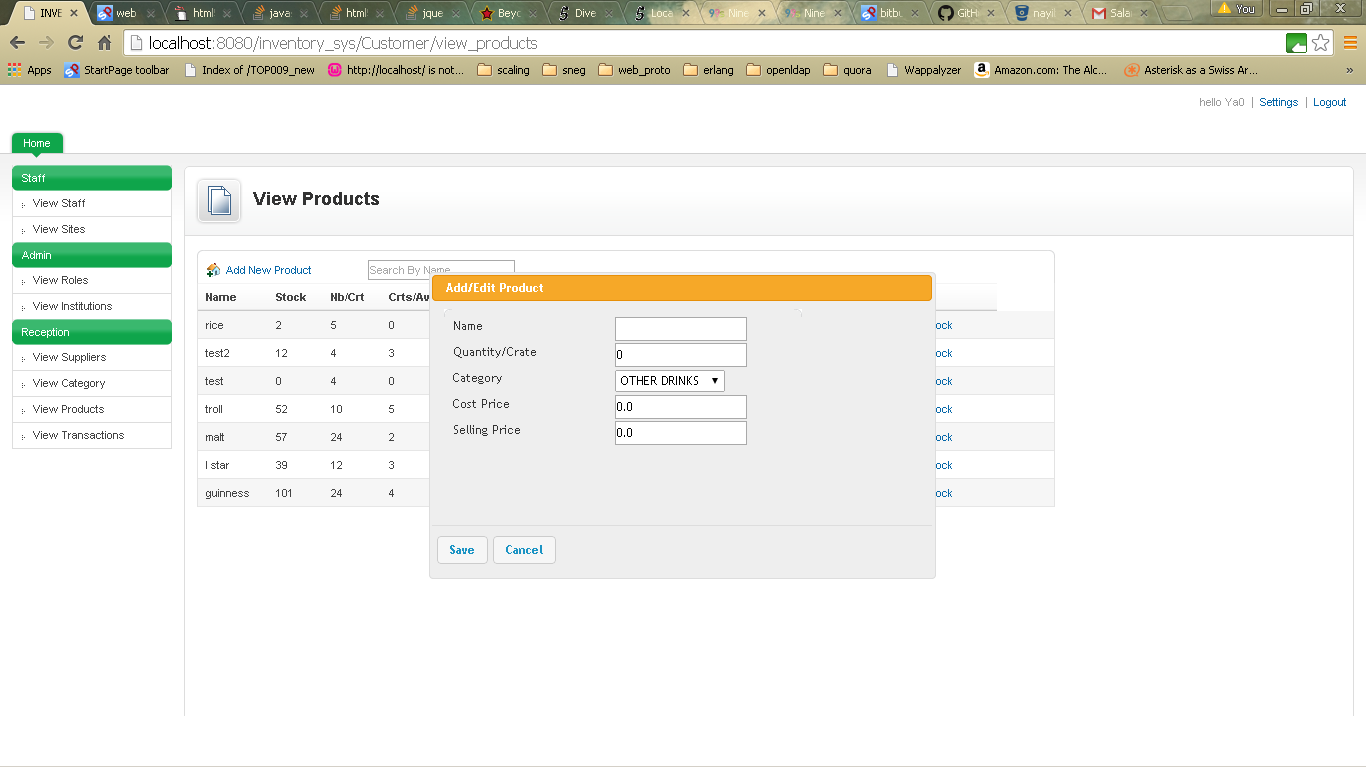 INVE web html java html jque Beyc Dive Loca Nine Nine bitbu GitH nayi Sala You
localhost:8080/inventory_sys/Customer/view_products
Apps StartPage toolbar Index of /TOP009_new http://localhost/ is not... scaling sneg web_proto erlang openldap quora Wappalyzer Amazon.com: The Alc... Asterisk as a Swiss Ar... »
hello Ya0 | Settings | Logout
Home
Staff
View Staff
View Sites
Admin
View Roles
View Institutions
Reception
View Suppliers
View Category
View Products
View Transactions
View Products
Add New Product Search By Name
Name Stock Nb/Crt Crts/Av
rice 2 5 0 ock
test2 12 4 3 ock
test 0 4 0 ock
troll 52 10 5 ock
malt 57 24 2 ock
l star 39 12 3 ock
guinness 101 24 4 ock
Add/Edit Product
Name
Quantity/Crate 0
Category OTHER DRINKS
Cost Price 0.0
Selling Price 0.0
Save Cancel